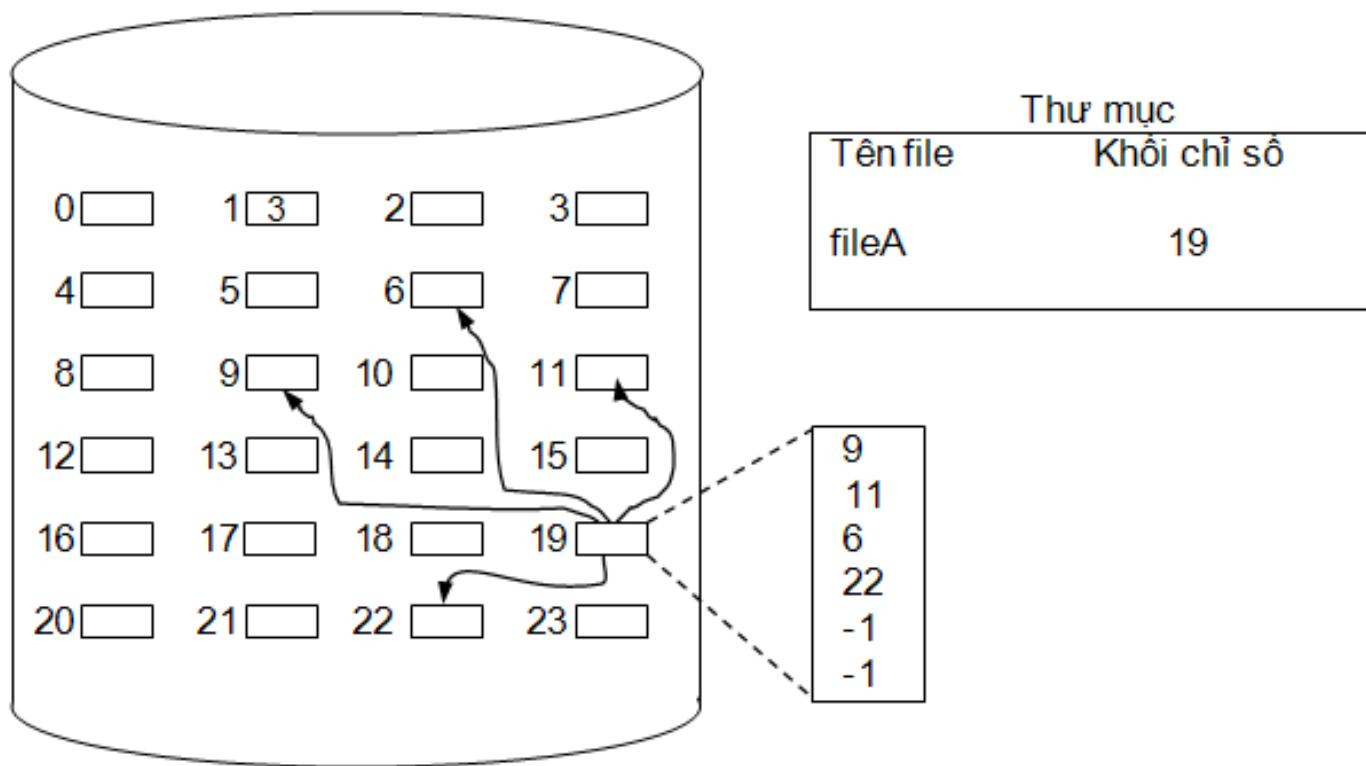 Thư mục
Tên file Khối chỉ số
fileA 19
0 1 3 2 3
4 5 6 7
8 9 10 11
12 13 14 15
16 17 18 19
20 21 22 23
9
11
6
22
-1
-1